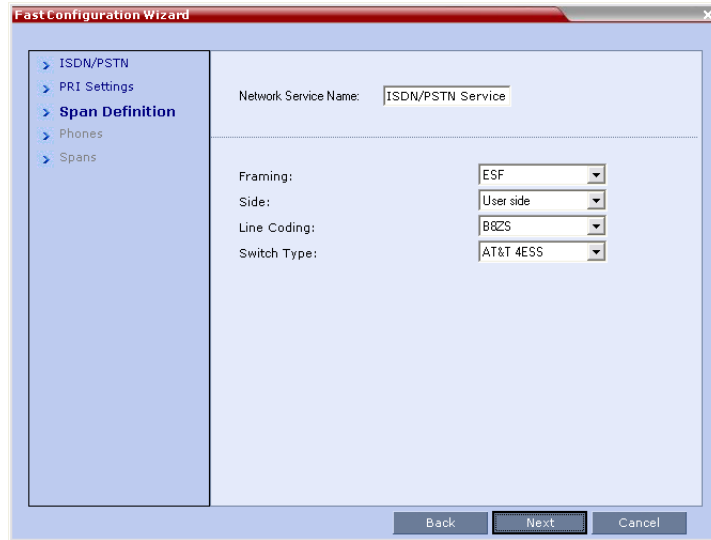 Fast Configuration Wizard
ISDN/PSTN
PRI Settings
Span Definition
Phones
Spans
Network Service Name: ISDN/PSTN Service
Framing: ESF
Side: User side
Line Coding: B8ZS
Switch Type: AT&T 4ESS
Back Next Cancel